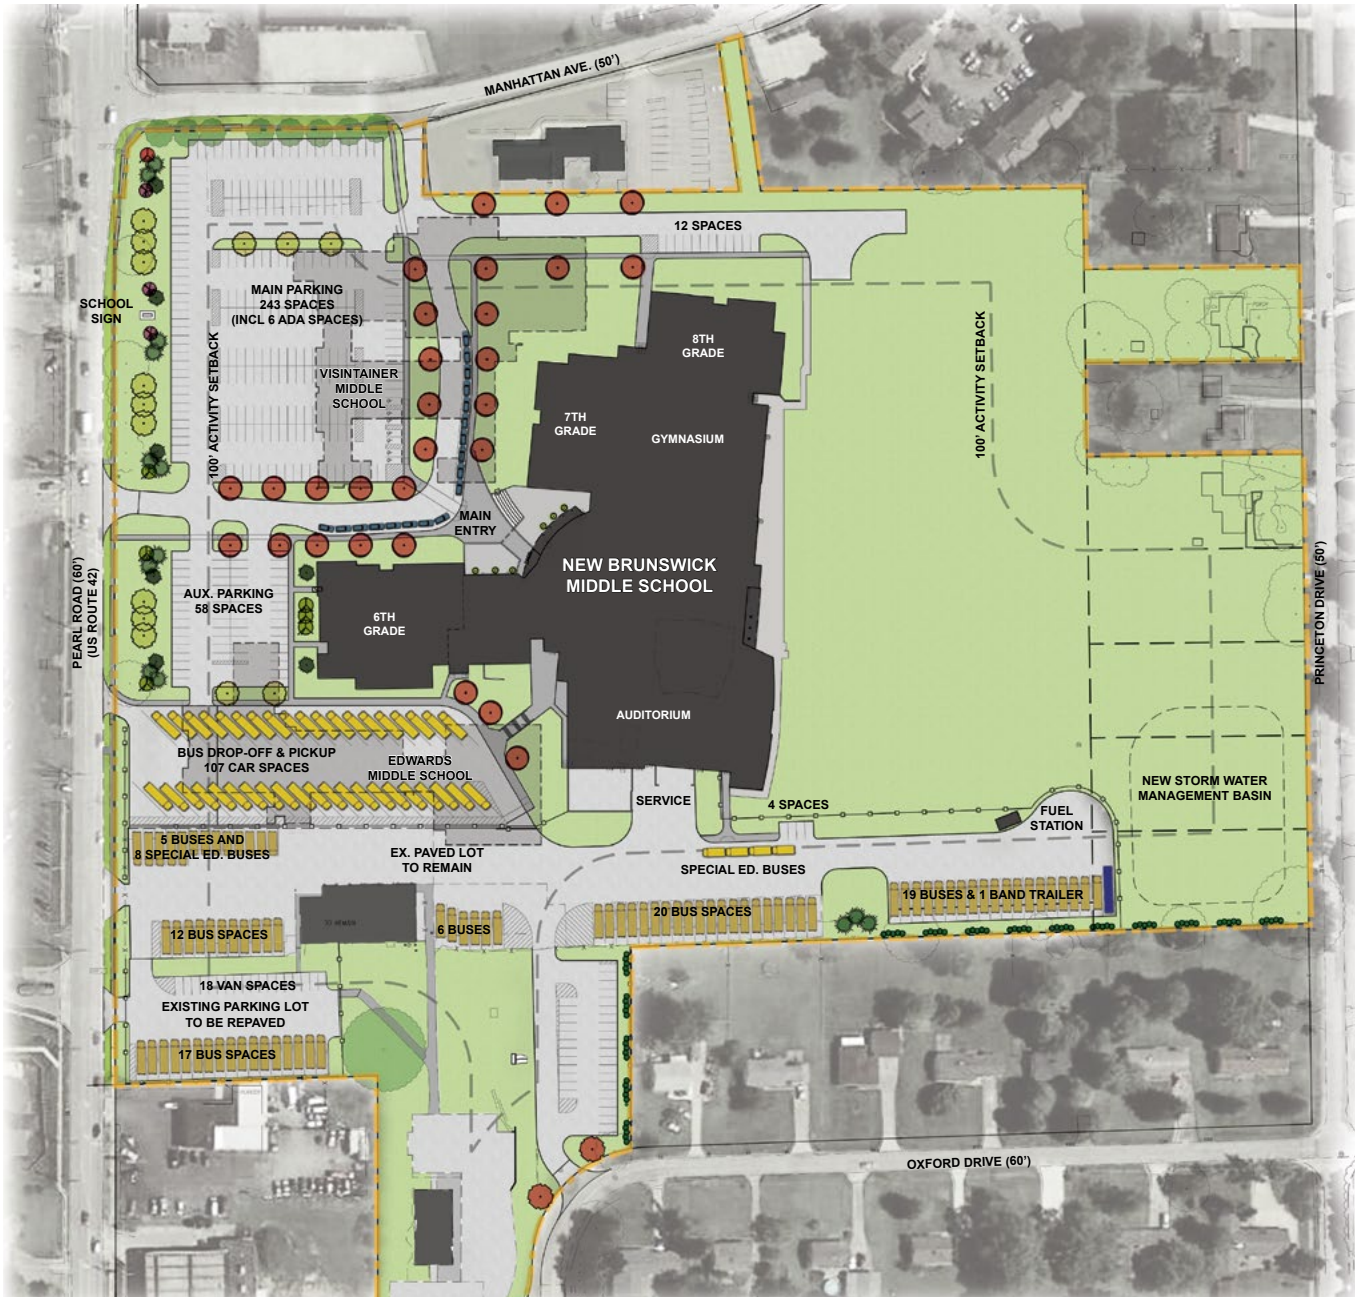 MANHATTAN AVE. (50')
12 SPACES
MAIN PARKING
243 SPACES
(INCL 6 ADA SPACES)
SCHOOL
SIGN
100' ACTIVITY SETBACK
VISINTAINER
MIDDLE
SCHOOL
8TH
GRADE
7TH
GRADE
GYMNASIUM
100' ACTIVITY SETBACK
MAIN
ENTRY
NEW BRUNSWICK
MIDDLE SCHOOL
PEARL ROAD (60')
(US ROUTE 42)
AUX. PARKING
58 SPACES
6TH
GRADE
PRINCETON DRIVE (50')
AUDITORIUM
BUS DROP-OFF & PICKUP
107 CAR SPACES
EDWARDS
MIDDLE SCHOOL
SERVICE
4 SPACES
FUEL
STATION
NEW STORM WATER
MANAGEMENT BASIN
5 BUSES AND
8 SPECIAL ED. BUSES
EX. PAVED LOT
TO REMAIN
SPECIAL ED. BUSES
19 BUSES & 1 BAND TRAILER
20 BUS SPACES
6 BUSES
12 BUS SPACES
18 VAN SPACES
EXISTING PARKING LOT
TO BE REPAVED
17 BUS SPACES
OXFORD DRIVE (60')